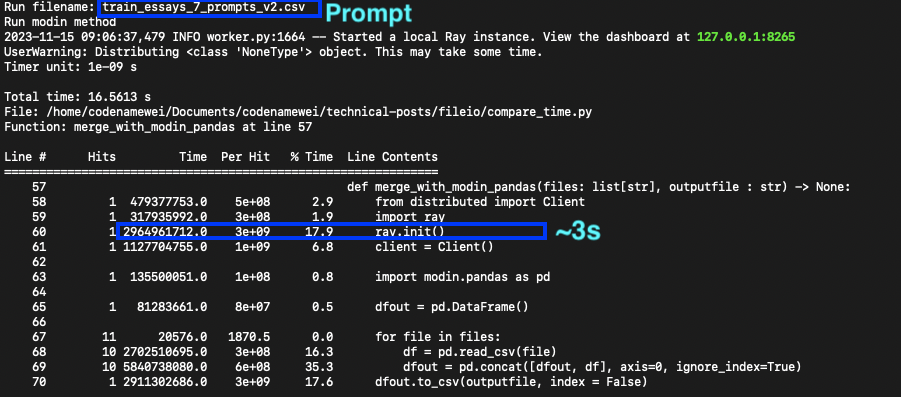 Run filename: train_essays_7_prompts_v2.csv Prompt
Run modin method
2023-11-15 09:06:37,479 INFO worker.py:1664 -- Started a local Ray instance. View the dashboard at 127.0.0.1:8265
UserWarning: Distributing <class 'NoneType'> object. This may take some time.
Timer unit: 1e-09 s

Total time: 16.5613 s
File: /home/codenamewei/Documents/codenamewei/technical-posts/fileio/compare_time.py
Function: merge_with_modin_pandas at line 57

Line #      Hits         Time  Per Hit   % Time  Line Contents
==============================================================
    57                                           def merge_with_modin_pandas(files: list[str], outputfile : str) -> None:
    58         1  479377753.0    5e+08      2.9      from distributed import Client
    59         1  317935992.0    3e+08      1.9      import ray
    60         1 2964961712.0    3e+09     17.9      ray.init() ~3s
    61         1 1127704755.0    1e+09      6.8      client = Client()
    62
    63         1  135500051.0    1e+08      0.8      import modin.pandas as pd
    64
    65         1   81283661.0    8e+07      0.5      dfout = pd.DataFrame()
    66
    67        11      20576.0   1870.5      0.0      for file in files:
    68        10 2702510695.0    3e+08     16.3          df = pd.read_csv(file)
    69        10 5840738080.0    6e+08     35.3          dfout = pd.concat([dfout, df], axis=0, ignore_index=True)
    70         1 2911302686.0    3e+09     17.6      dfout.to_csv(outputfile, index = False)